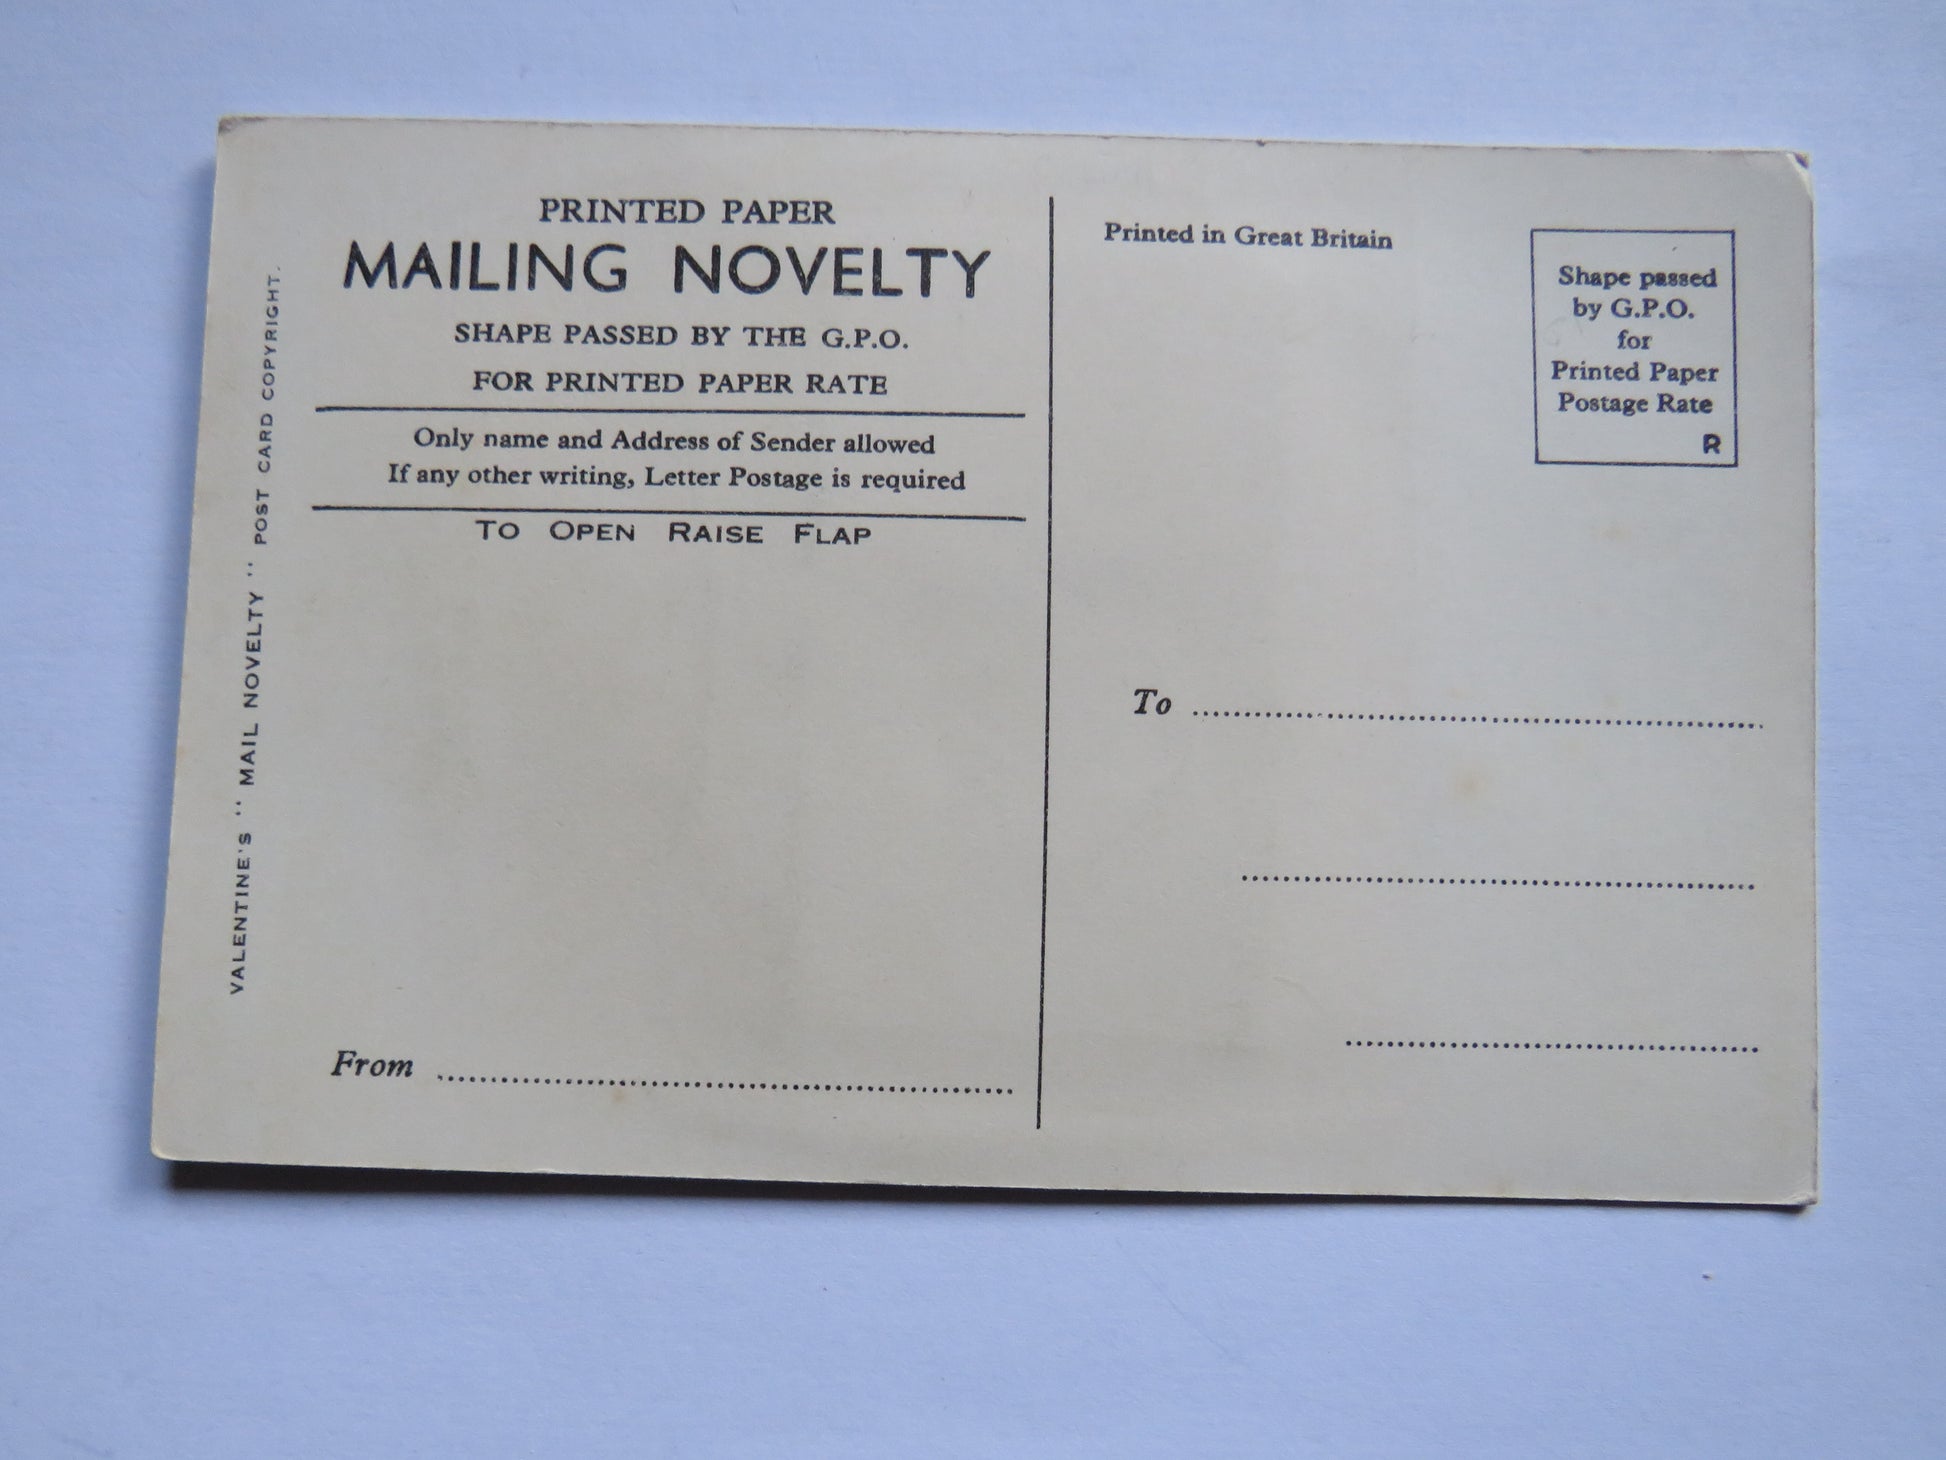 PRINTED PAPER
MAILING NOVELTY
SHAPE PASSED BY THE G.P.O.
FOR PRINTED PAPER RATE
Only name and Address of Sender allowed
If any other writing, Letter Postage is required
TO OPEN RAISE FLAP
VALENTINE'S "MAIL NOVELTY" POST CARD COPYRIGHT.
From
Printed in Great Britain
Shape passed
by G.P.O.
for
Printed Paper
Postage Rate
R
To